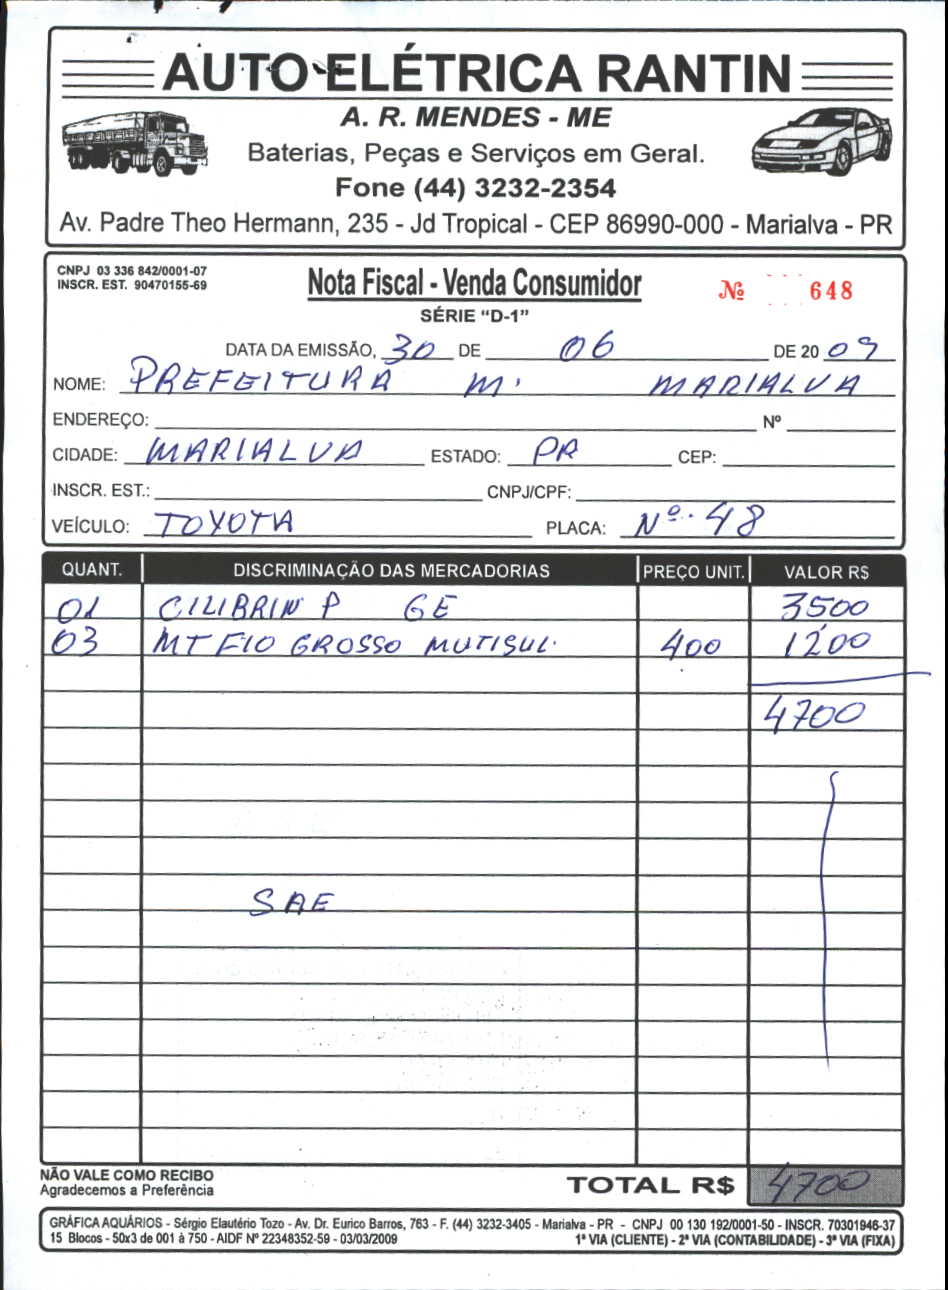 AUTO ELÉTRICA RANTIN
A. R. MENDES - ME
Baterias, Peças e Serviços em Geral.
Fone (44) 3232-2354
Av. Padre Theo Hermann, 235 - Jd Tropical - CEP 86990-000 - Marialva - PR
CNPJ 03 336 842/0001-07
INSCR. EST. 90470155-69
Nota Fiscal - Venda Consumidor
Nº 648
SÉRIE "D-1"
DATA DA EMISSÃO, 30 DE 06 DE 2009
NOME: PREFEITURA M. MARIALVA
ENDEREÇO: Nº
CIDADE: MARIALVA ESTADO: PR CEP:
INSCR. EST.: CNPJ/CPF:
VEÍCULO: TOYOTA PLACA: Nº. 48
QUANT. DISCRIMINAÇÃO DAS MERCADORIAS PREÇO UNIT. VALOR R$
01 CILIBRIN P GE 3500
03 MT FIO GROSSO MUTISUL. 400 1200
4700
SAE
NÃO VALE COMO RECIBO
Agradecemos a Preferência
TOTAL R$ 4700
GRÁFICA AQUÁRIOS - Sérgio Elautério Tozo - Av. Dr. Eurico Barros, 763 - F. (44) 3232-3405 - Marialva - PR - CNPJ 00 130 192/0001-50 - INSCR. 70301946-37
15 Blocos - 50x3 de 001 à 750 - AIDF Nº 22348352-59 - 03/03/2009 1ª VIA (CLIENTE) - 2ª VIA (CONTABILIDADE) - 3ª VIA (FIXA)